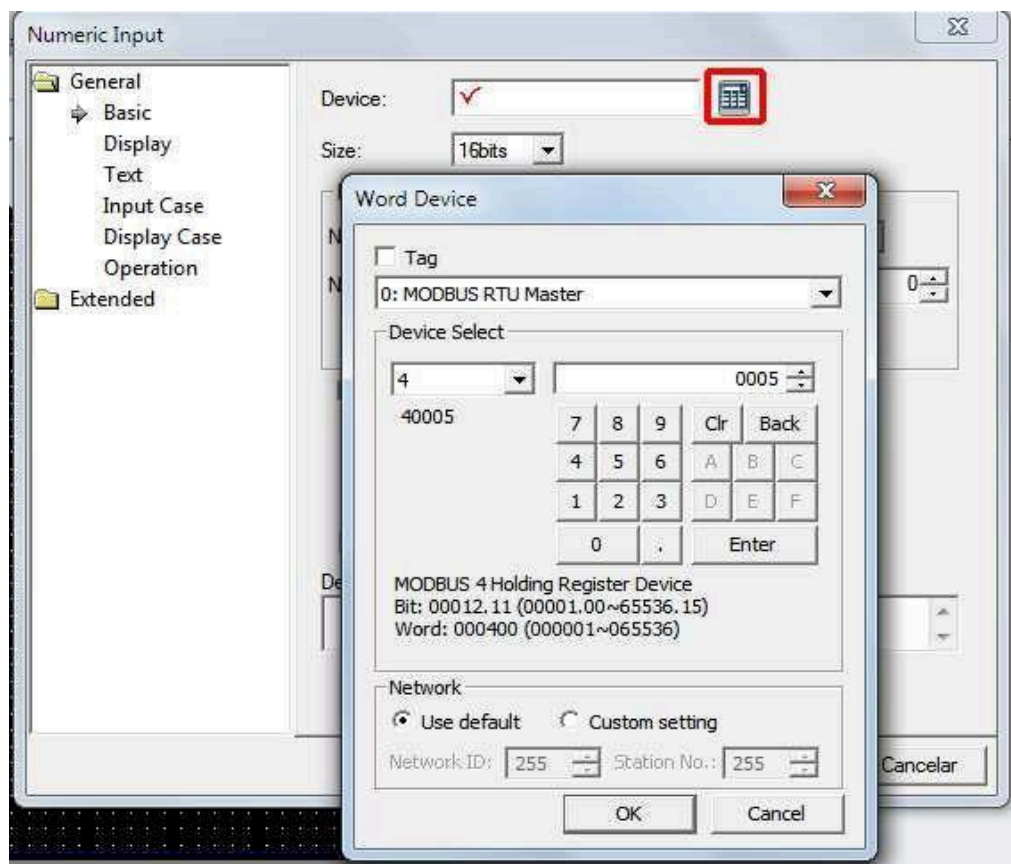 Numeric Input
General
Basic
Display
Text
Input Case
Display Case
Operation
Extended
Device:
Size: 16bits
N
N 0
De
Cancelar
Word Device
Tag
0: MODBUS RTU Master
Device Select
4 0005
40005
7 8 9 Clr Back
4 5 6 A B C
1 2 3 D E F
0 . Enter
MODBUS 4 Holding Register Device
Bit: 00012.11 (00001.00~65536.15)
Word: 000400 (000001~065536)
Network
Use default Custom setting
Network ID: 255 Station No.: 255
OK Cancel